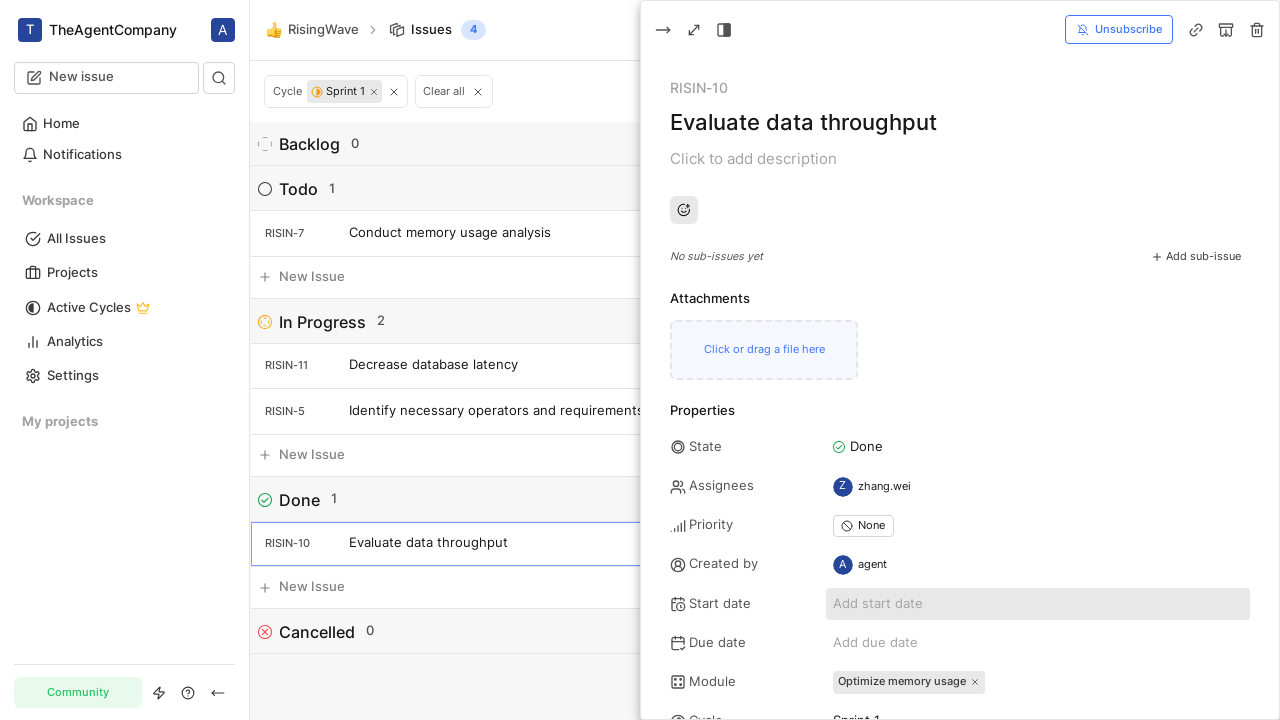 T TheAgentCompany A
New issue
Home
Notifications
Workspace
All Issues
Projects
Active Cycles
Analytics
Settings
My projects
Community
👍 RisingWave
Issues 4
Cycle Sprint 1
Clear all
Backlog 0
Todo 1
RISIN-7 Conduct memory usage analysis
New Issue
In Progress 2
RISIN-11 Decrease database latency
RISIN-5 Identify necessary operators and requirements
New Issue
Done 1
RISIN-10 Evaluate data throughput
New Issue
Cancelled 0
Unsubscribe
RISIN-10
Evaluate data throughput
Click to add description
No sub-issues yet
Add sub-issue
Attachments
Click or drag a file here
Properties
State Done
Assignees Z zhang.wei
Priority None
Created by A agent
Start date Add start date
Due date Add due date
Module Optimize memory usage
Cycle Sprint 1